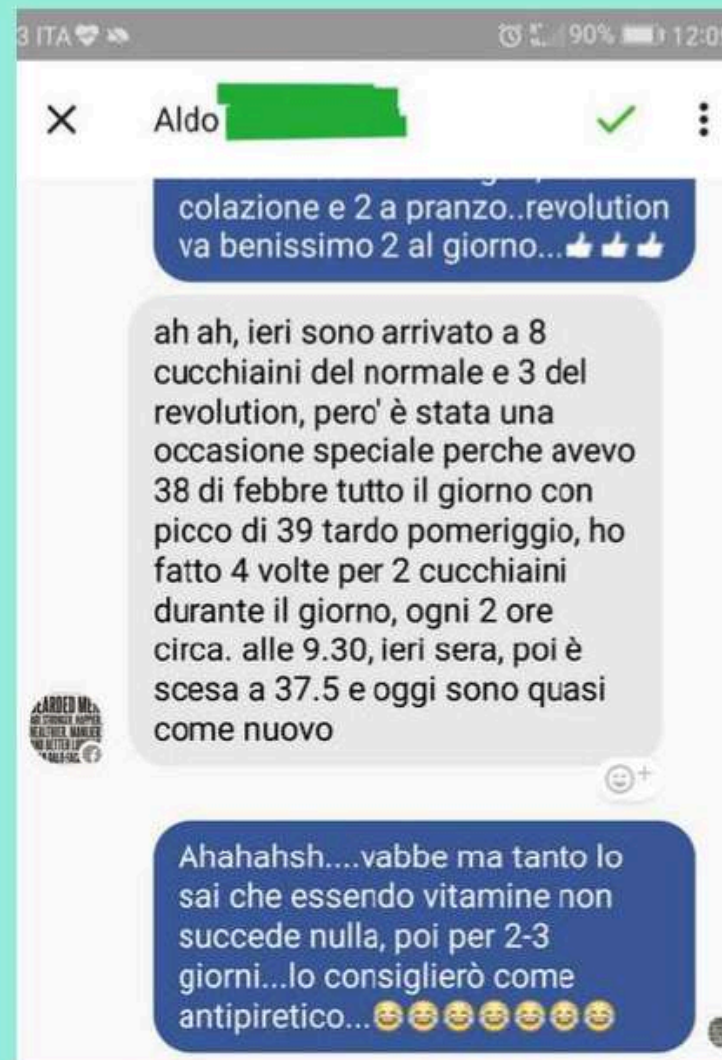 3 ITA
90% 12:09
Aldo
colazione e 2 a pranzo..revolution
va benissimo 2 al giorno...👍👍👍
ah ah, ieri sono arrivato a 8
cucchiaini del normale e 3 del
revolution, pero' è stata una
occasione speciale perche avevo
38 di febbre tutto il giorno con
picco di 39 tardo pomeriggio, ho
fatto 4 volte per 2 cucchiaini
durante il giorno, ogni 2 ore
circa. alle 9.30, ieri sera, poi è
scesa a 37.5 e oggi sono quasi
come nuovo
BEARDED MEN
Ahahahsh....vabbe ma tanto lo
sai che essendo vitamine non
succede nulla, poi per 2-3
giorni...lo consiglierò come
antipiretico...😂😂😂😂😂😂😂